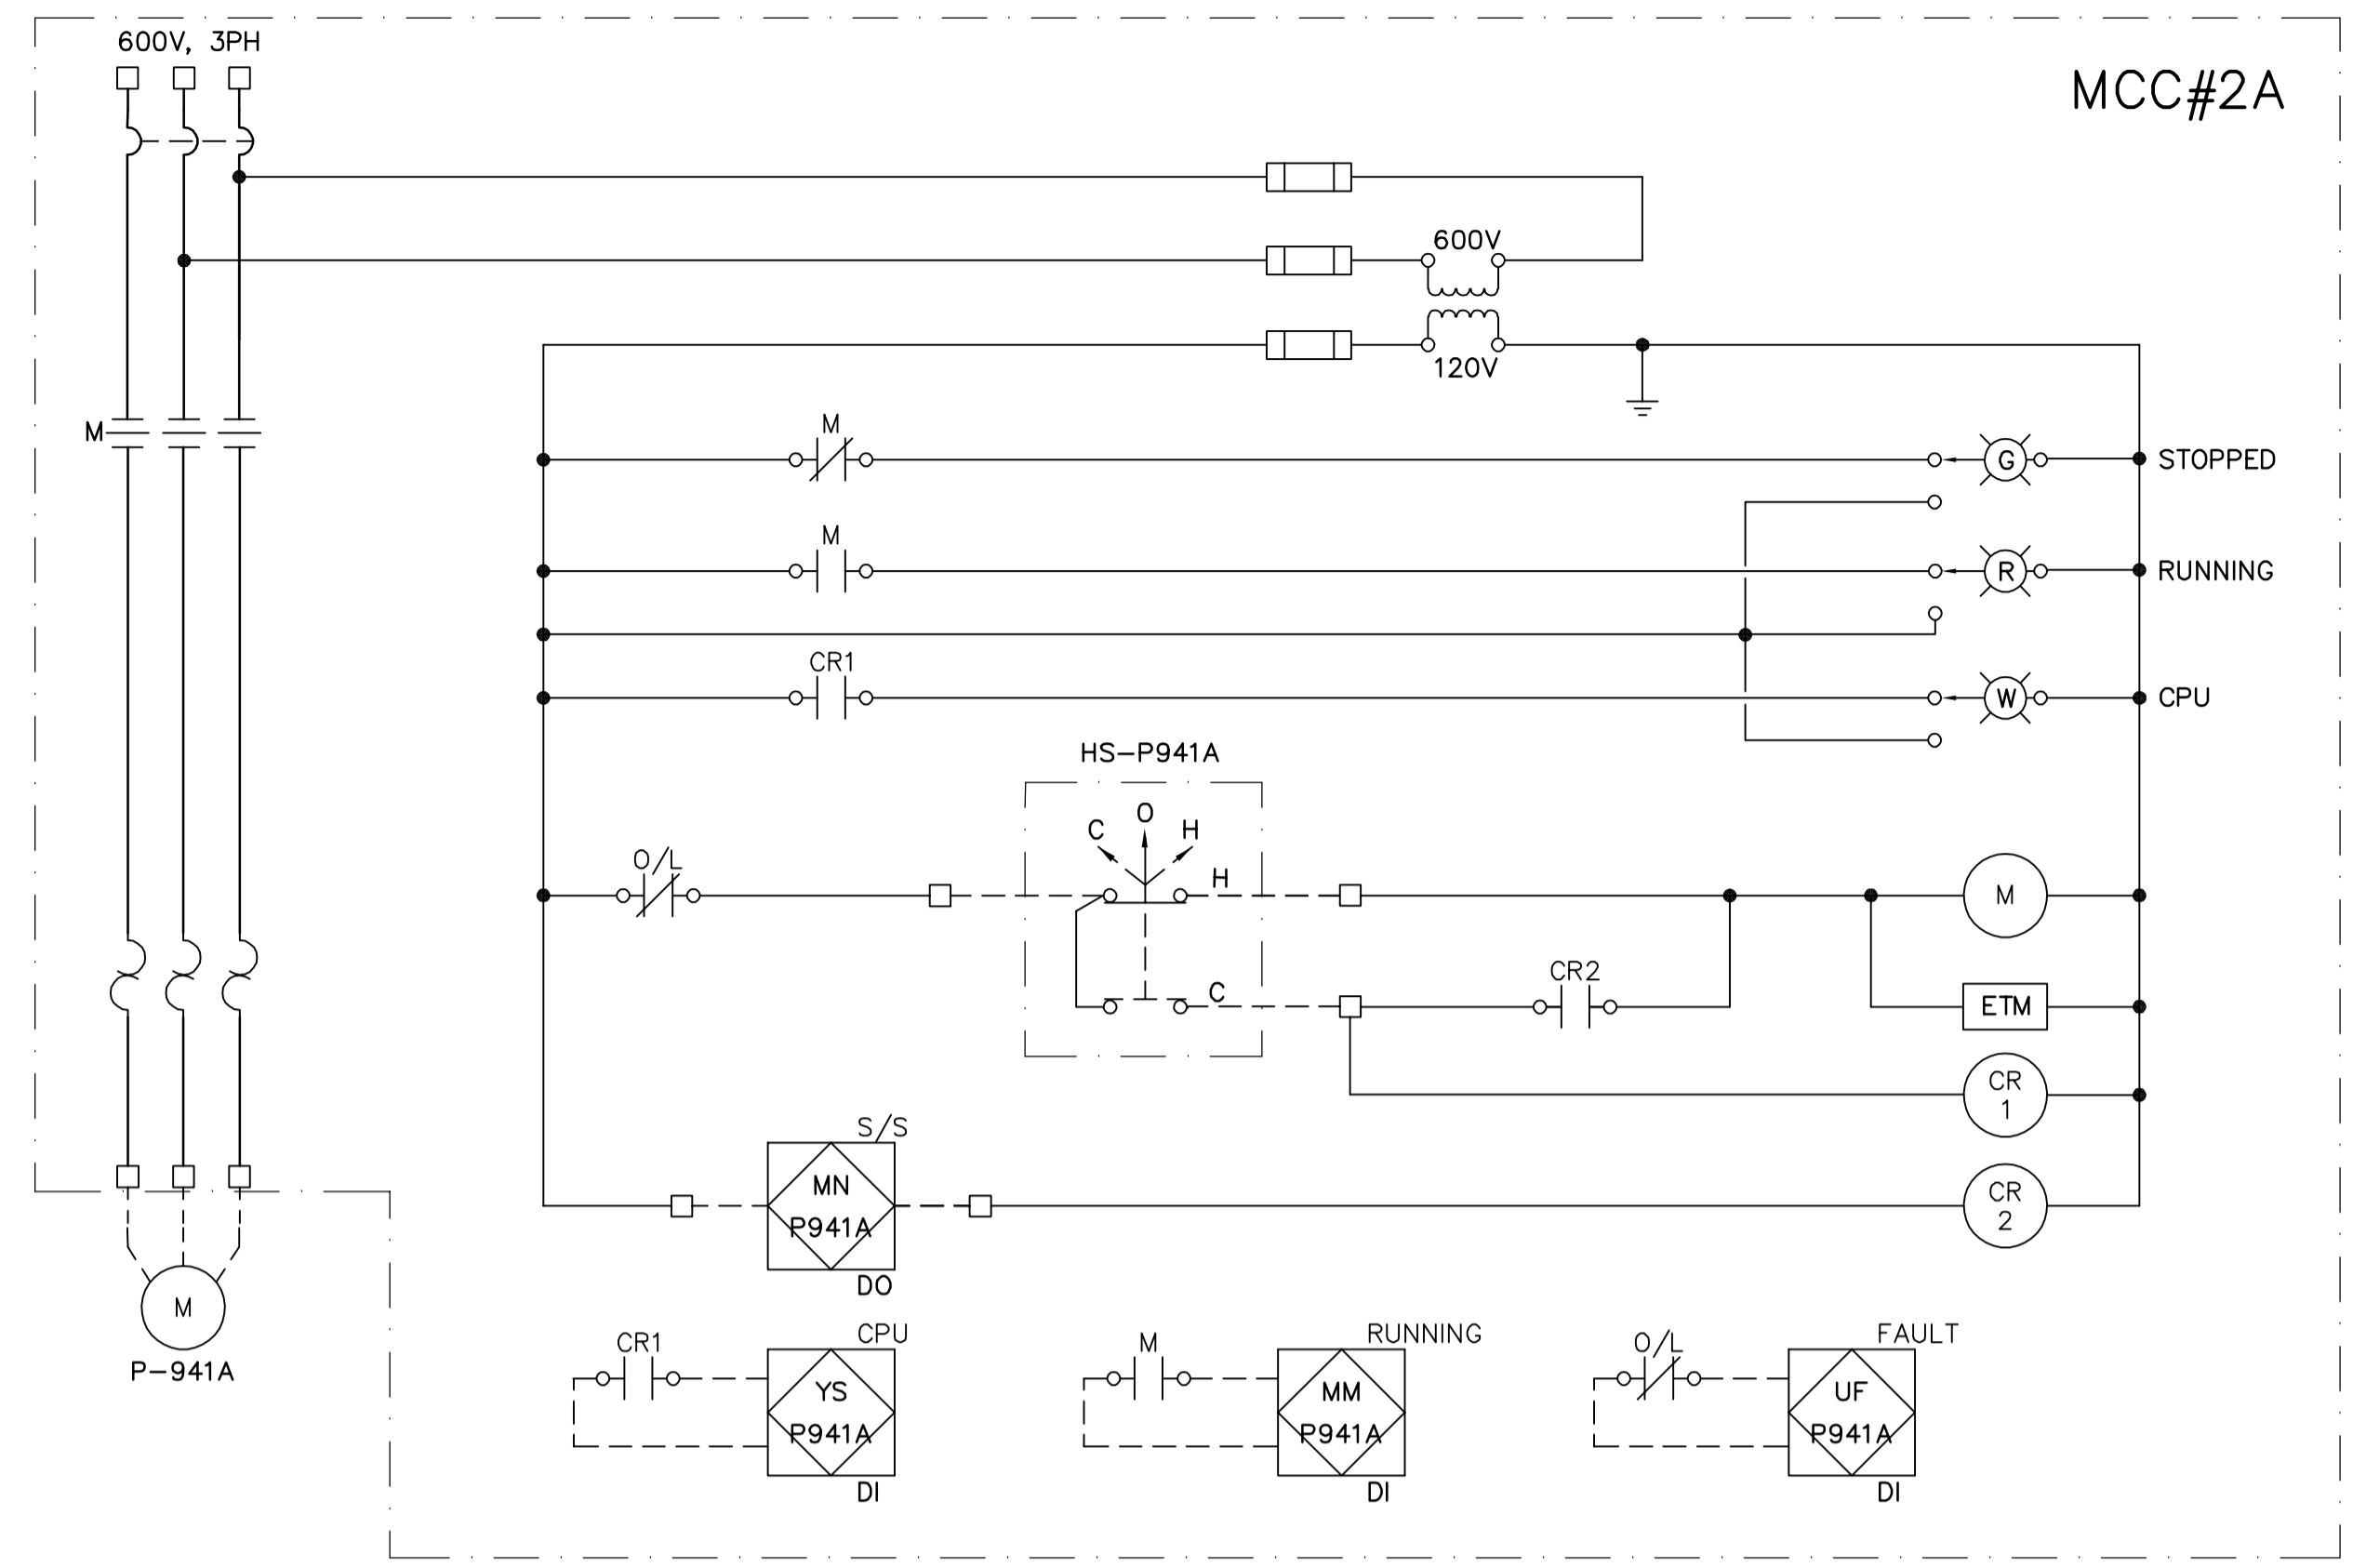 600V, 3PH
MCC#2A
600V
120V
M
M
G
STOPPED
M
R
RUNNING
CR1
W
CPU
HS-P941A
C
O
H
O/L
H
M
CR2
C
ETM
CR
1
S/S
MN
P941A
DO
CR
2
M
P-941A
CR1
CPU
YS
P941A
DI
M
RUNNING
MM
P941A
DI
O/L
FAULT
UF
P941A
DI